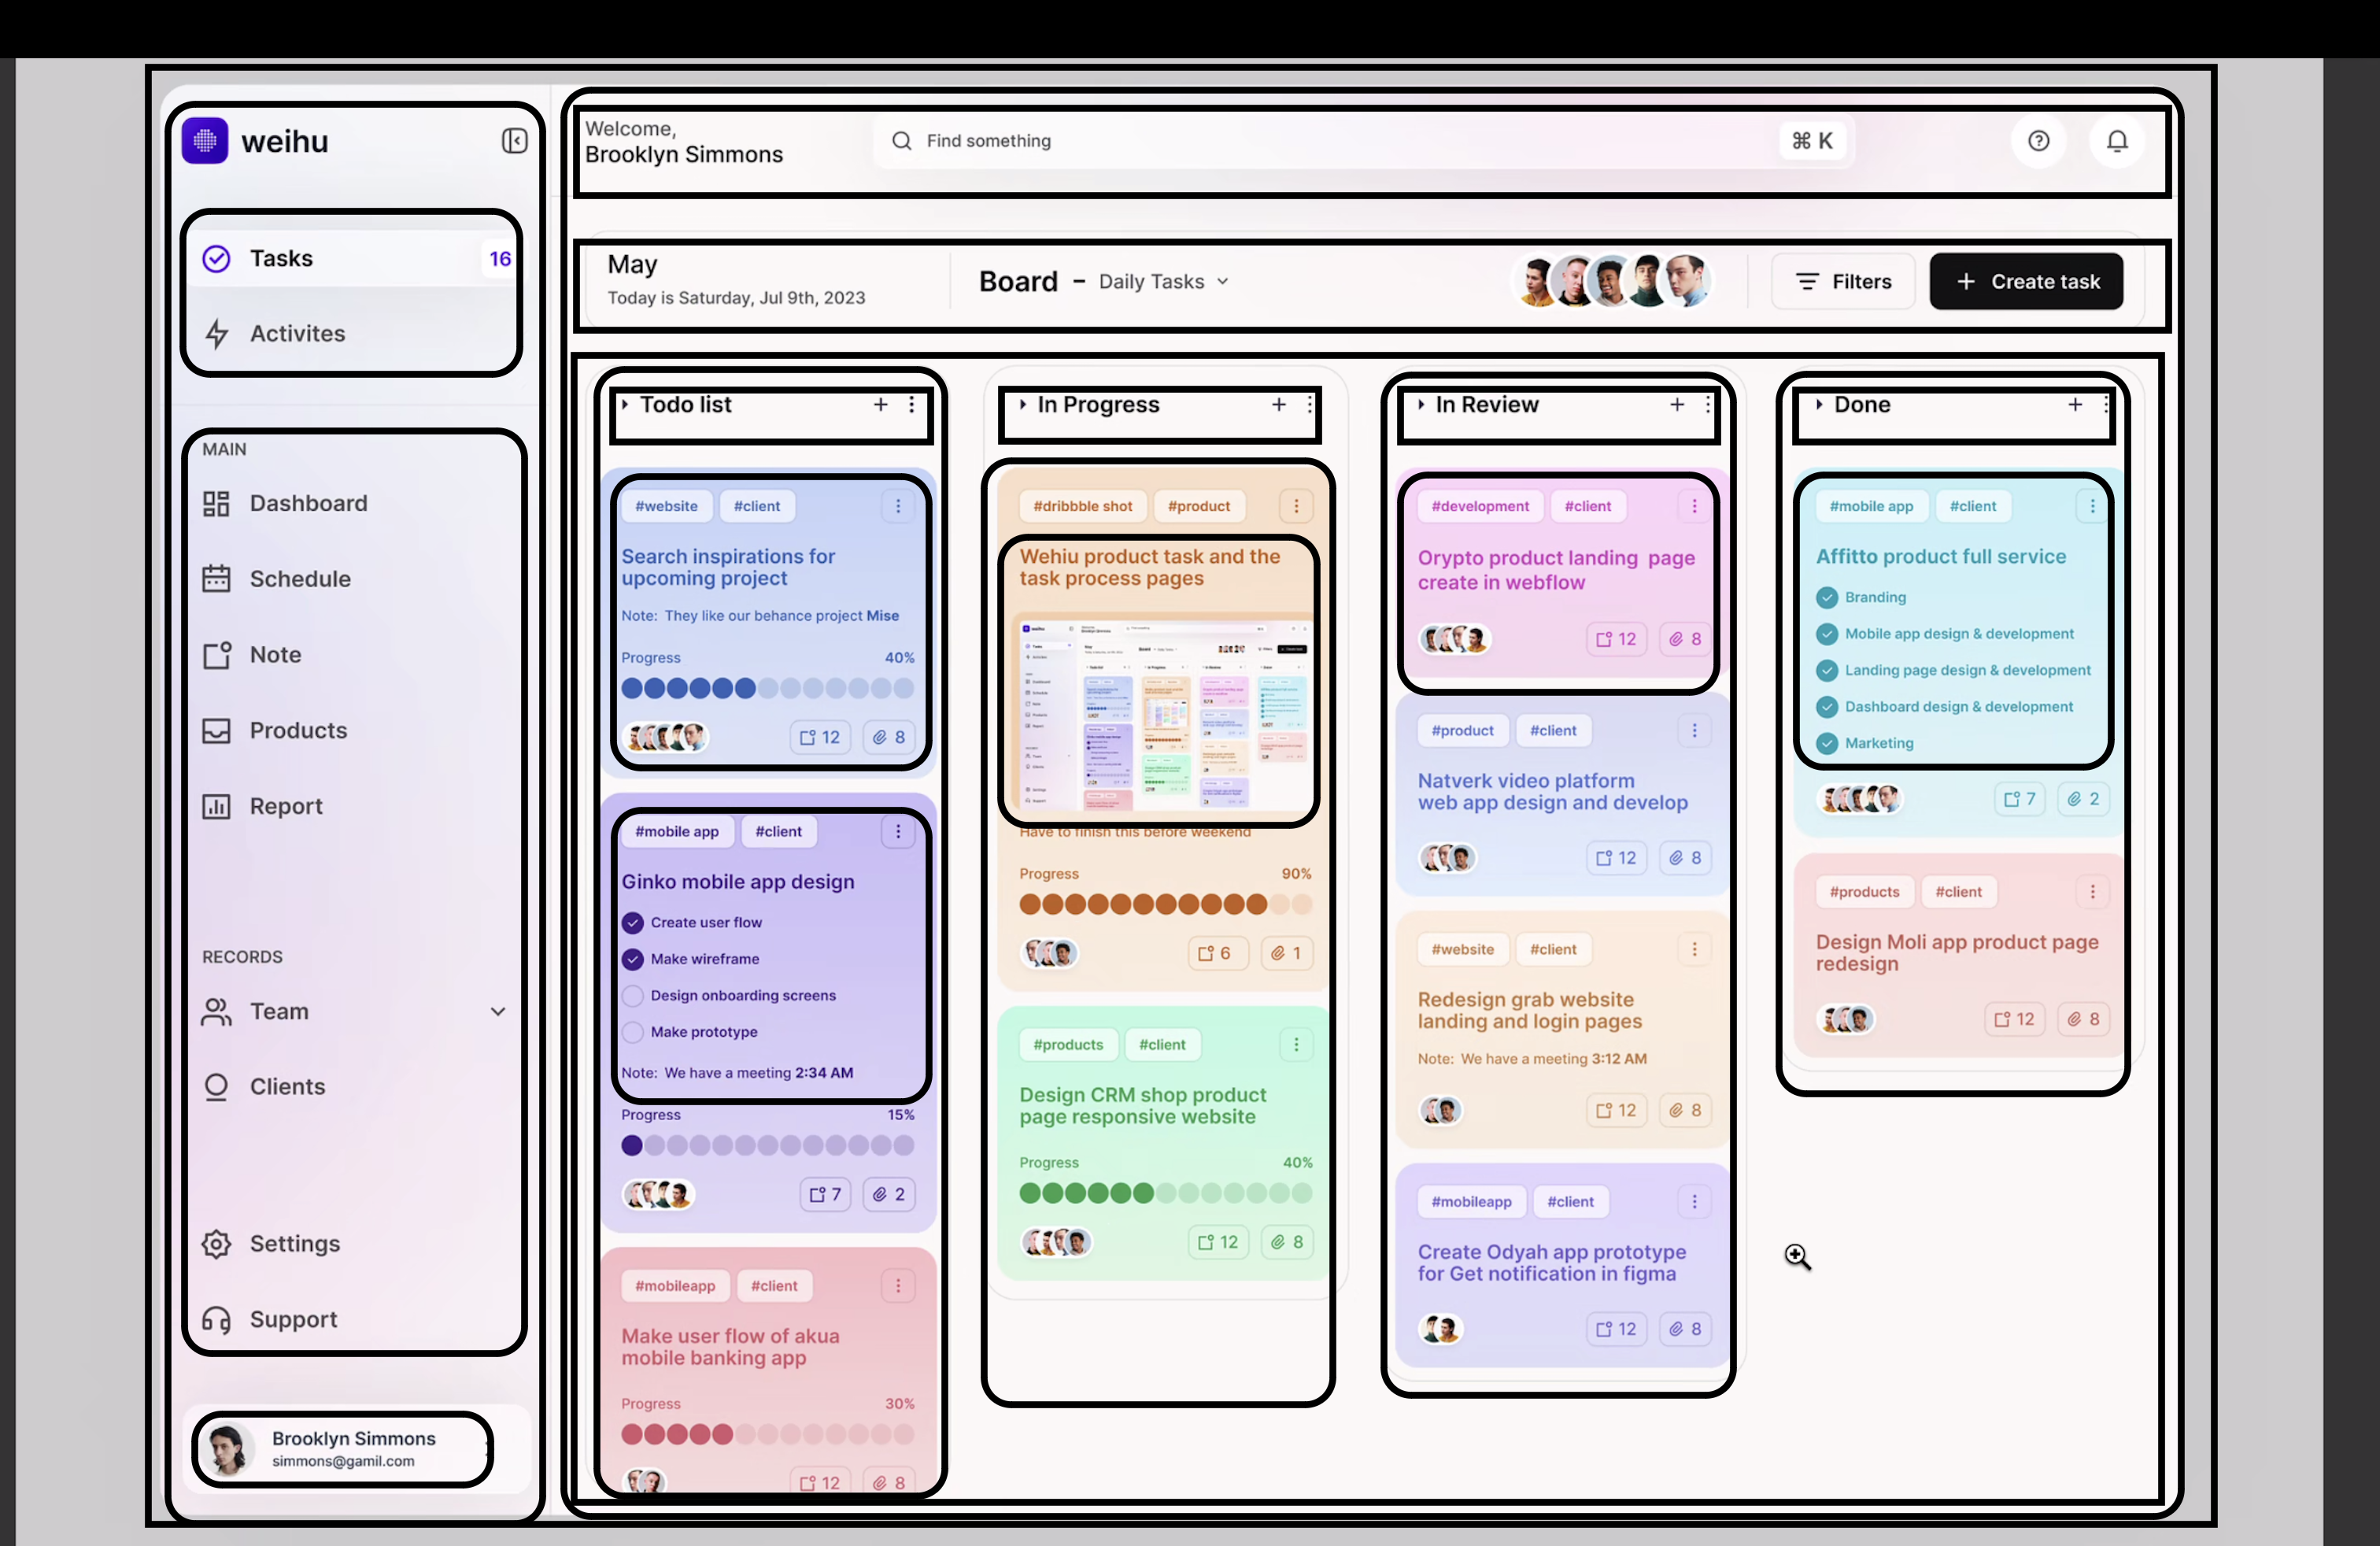 weihu
Tasks 16
Activites
MAIN
Dashboard
Schedule
Note
Products
Report
RECORDS
Team
Clients
Settings
Support
Brooklyn Simmons
simmons@gamil.com
Welcome,
Brooklyn Simmons
Find something
⌘ K
May
Today is Saturday, Jul 9th, 2023
Board - Daily Tasks
Filters
+ Create task
Todo list
#website #client
Search inspirations for
upcoming project
Note: They like our behance project Mise
Progress 40%
12 8
#mobile app #client
Ginko mobile app design
Create user flow
Make wireframe
Design onboarding screens
Make prototype
Note: We have a meeting 2:34 AM
Progress 15%
7 2
#mobileapp #client
Make user flow of akua
mobile banking app
Progress 30%
12 8
In Progress
#dribbble shot #product
Wehiu product task and the
task process pages
Have to finish this before weekend
Progress 90%
6 1
#products #client
Design CRM shop product
page responsive website
Progress 40%
12 8
In Review
#development #client
Orypto product landing page
create in webflow
12 8
#product #client
Natverk video platform
web app design and develop
12 8
#website #client
Redesign grab website
landing and login pages
Note: We have a meeting 3:12 AM
12 8
#mobileapp #client
Create Odyah app prototype
for Get notification in figma
12 8
Done
#mobile app #client
Affitto product full service
Branding
Mobile app design & development
Landing page design & development
Dashboard design & development
Marketing
7 2
#products #client
Design Moli app product page
redesign
12 8